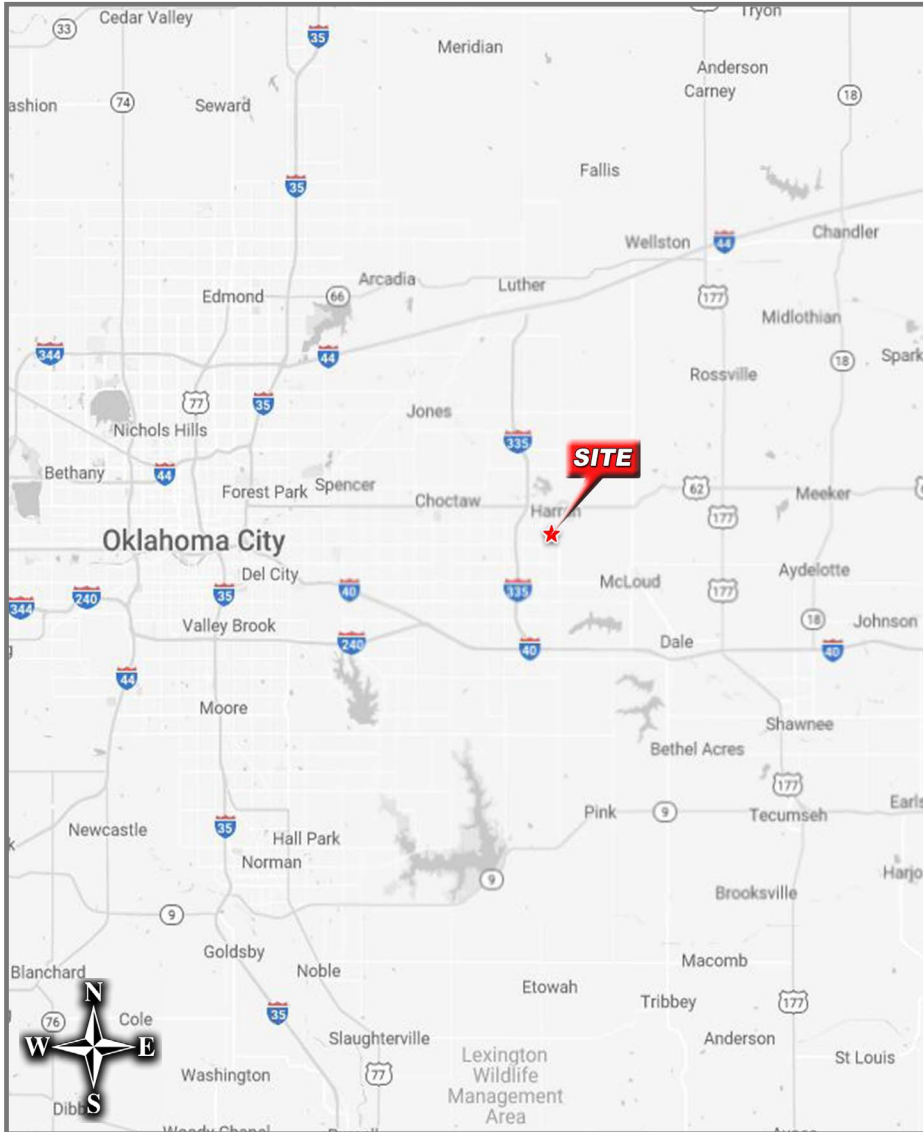 Cedar Valley
33
35
Tryon
Meridian
Anderson
Carney
74
ashion
Seward
18
35
Fallis
Wellston
44
Chandler
Arcadia
Luther
Edmond
66
177
Midlothian
344
44
18
Spark
Rossville
77
35
Jones
Nichols Hills
335
SITE
Bethany
44
Forest Park
Spencer
Choctaw
62
Meeker
Harr
177
Oklahoma City
Del City
35
40
335
McLoud
177
Aydelotte
344
240
Valley Brook
240
18
Johnson
Dale
40
40
44
Moore
Shawnee
Bethel Acres
177
Pink
9
Tecumseh
Earls
Newcastle
35
Hall Park
k
Norman
9
Harjo
Brooksville
9
Goldsby
Blanchard
Noble
Macomb
N
Etowah
Tribbey
177
76
Cole
35
W
E
Slaughterville
Anderson
St Louis
Lexington
Wildlife
Management
Area
Washington
77
S
Dibb